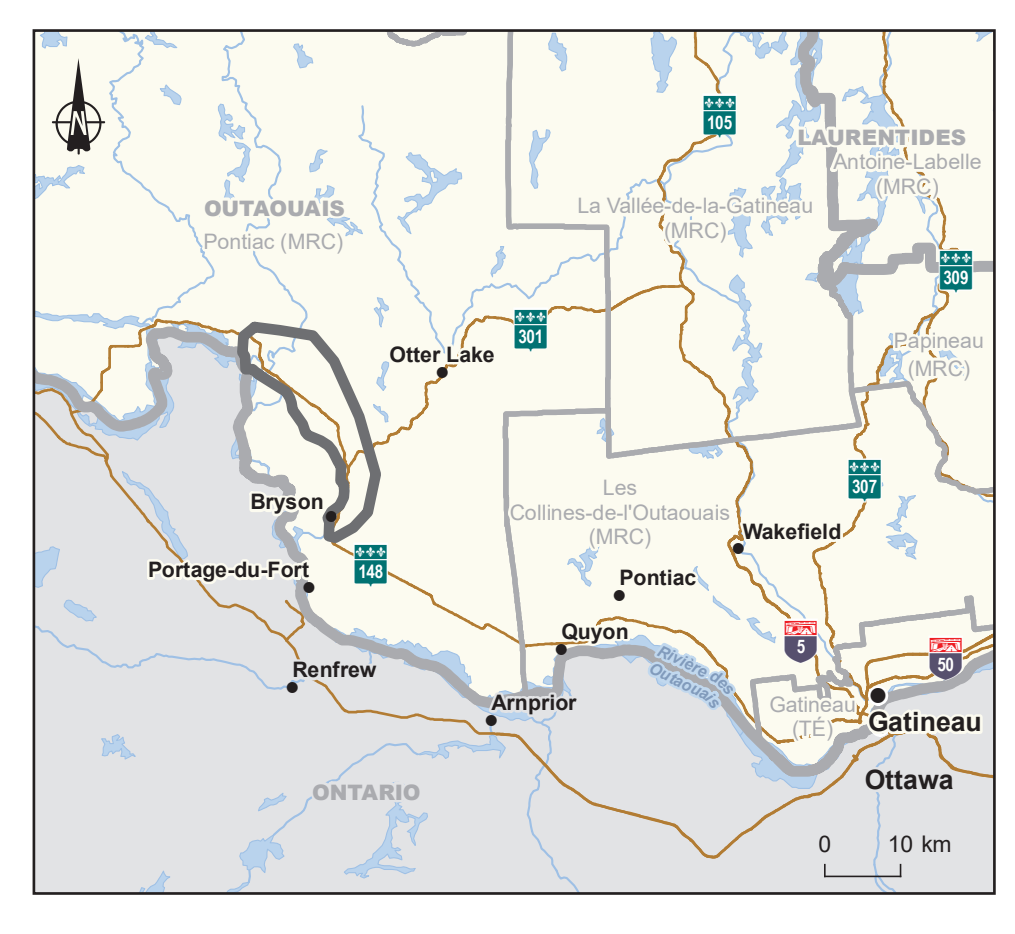 N
105
LAURENTIDES
Antoine-Labelle
(MRC)
OUTAOUAIS
Pontiac (MRC)
La Vallée-de-la-Gatineau
(MRC)
309
301
Otter Lake
Papineau
(MRC)
307
Les
Collines-de-l'Outaouais
(MRC)
Bryson
Wakefield
148
Portage-du-Fort
Pontiac
Quyon
5
50
Rivière des
Outaouais
Renfrew
Arnprior
Gatineau
(TÉ)
Gatineau
Ottawa
ONTARIO
0 10 km